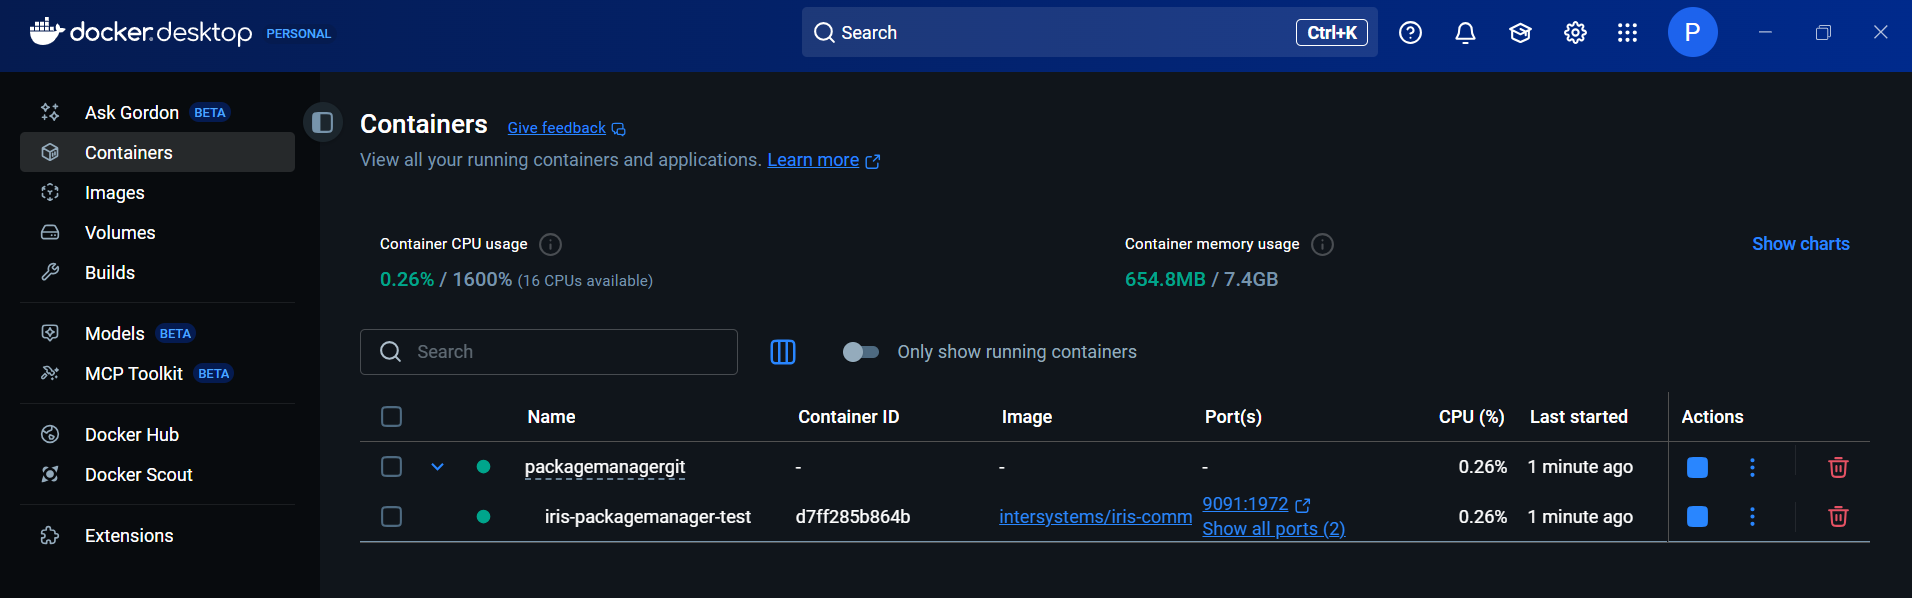 docker.desktop PERSONAL
Search Ctrl+K
P
Ask Gordon BETA
Containers
Images
Volumes
Builds
Models BETA
MCP Toolkit BETA
Docker Hub
Docker Scout
Extensions
Containers Give feedback
View all your running containers and applications. Learn more
Container CPU usage
0.26% / 1600% (16 CPUs available)
Container memory usage
654.8MB / 7.4GB
Show charts
Search
Only show running containers
Name Container ID Image Port(s) CPU (%) Last started Actions
packagemanagergit - - - 0.26% 1 minute ago
iris-packagemanager-test d7ff285b864b intersystems/iris-comm 9091:1972 0.26% 1 minute ago
Show all ports (2)